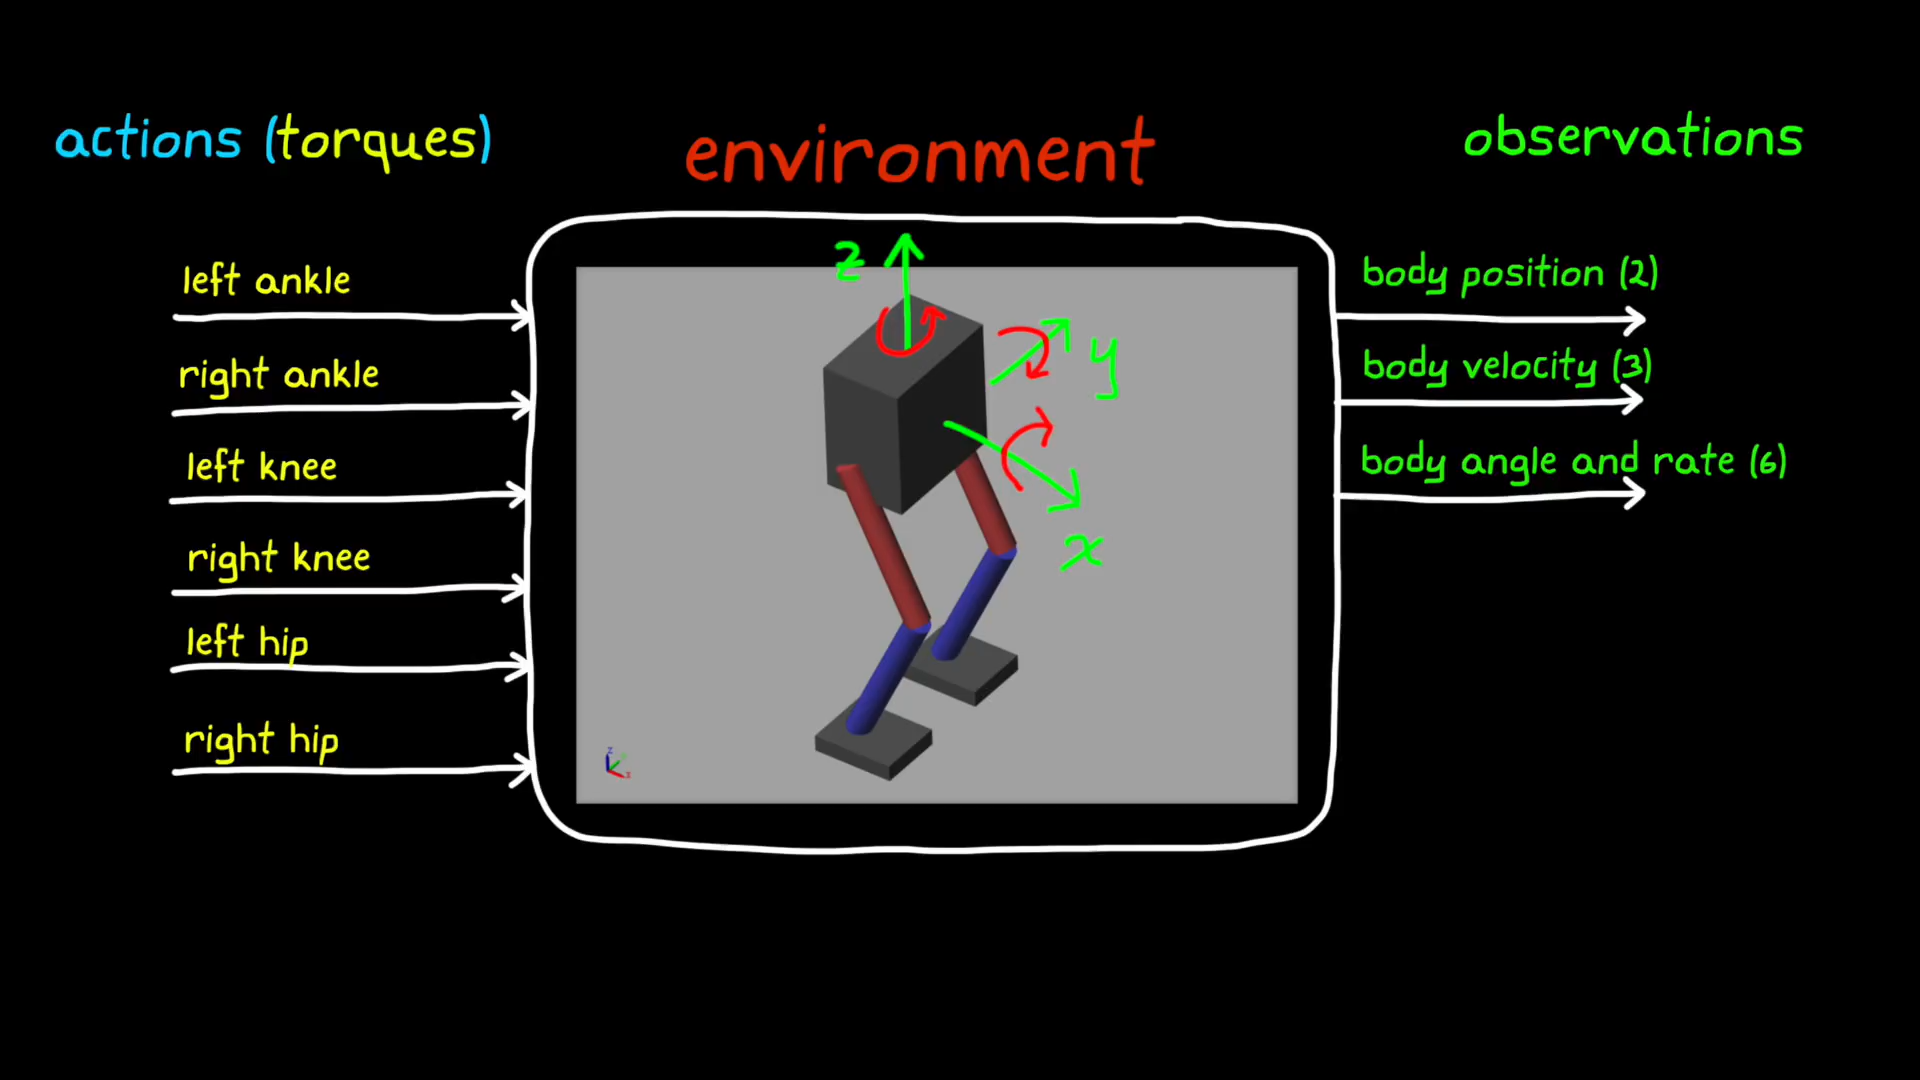 actions (torques)
environment
observations
left ankle
right ankle
left knee
right knee
left hip
right hip
z
y
x
z
x
body position (2)
body velocity (3)
body angle and rate (6)